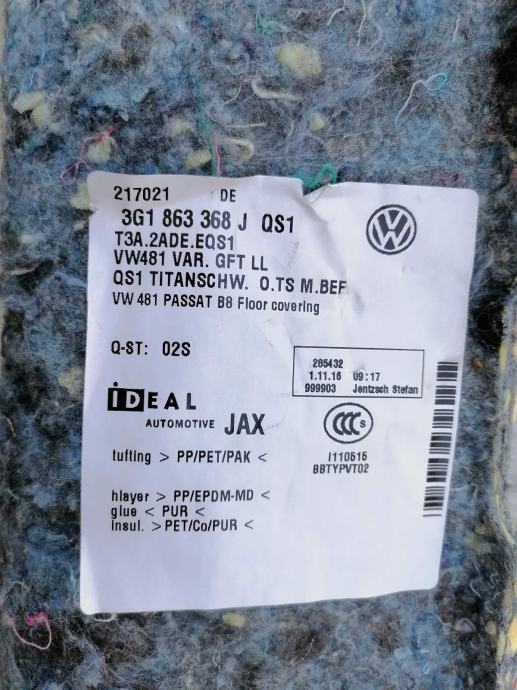 217021 DE
3G1 863 368 J QS1
T3A.2ADE.EQS1
VW481 VAR. GFT LL
QS1 TITANSCHW. O.TS M.BEF
VW 481 PASSAT B8 Floor covering
Q-ST: 02S
285432
1.11.16 09:17
999903 Jentzsch Stefan
IDEAL
AUTOMOTIVE JAX
CCC S
tufting > PP/PET/PAK <
I110515
BBTYPVT02
hlayer > PP/EPDM-MD <
glue < PUR <
insul. > PET/Co/PUR <